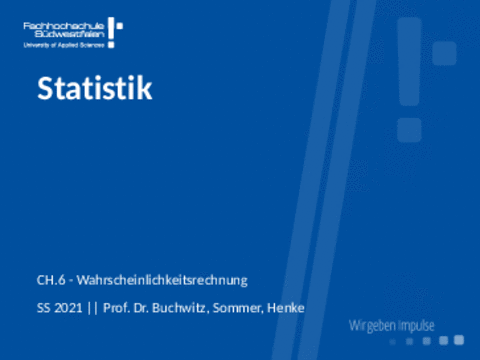 Fachhochschule
Südwestfalen
University of Applied Sciences
Statistik
CH.6 - Wahrscheinlichkeitsrechnung
SS 2021 || Prof. Dr. Buchwitz, Sommer, Henke
Wir geben Impulse